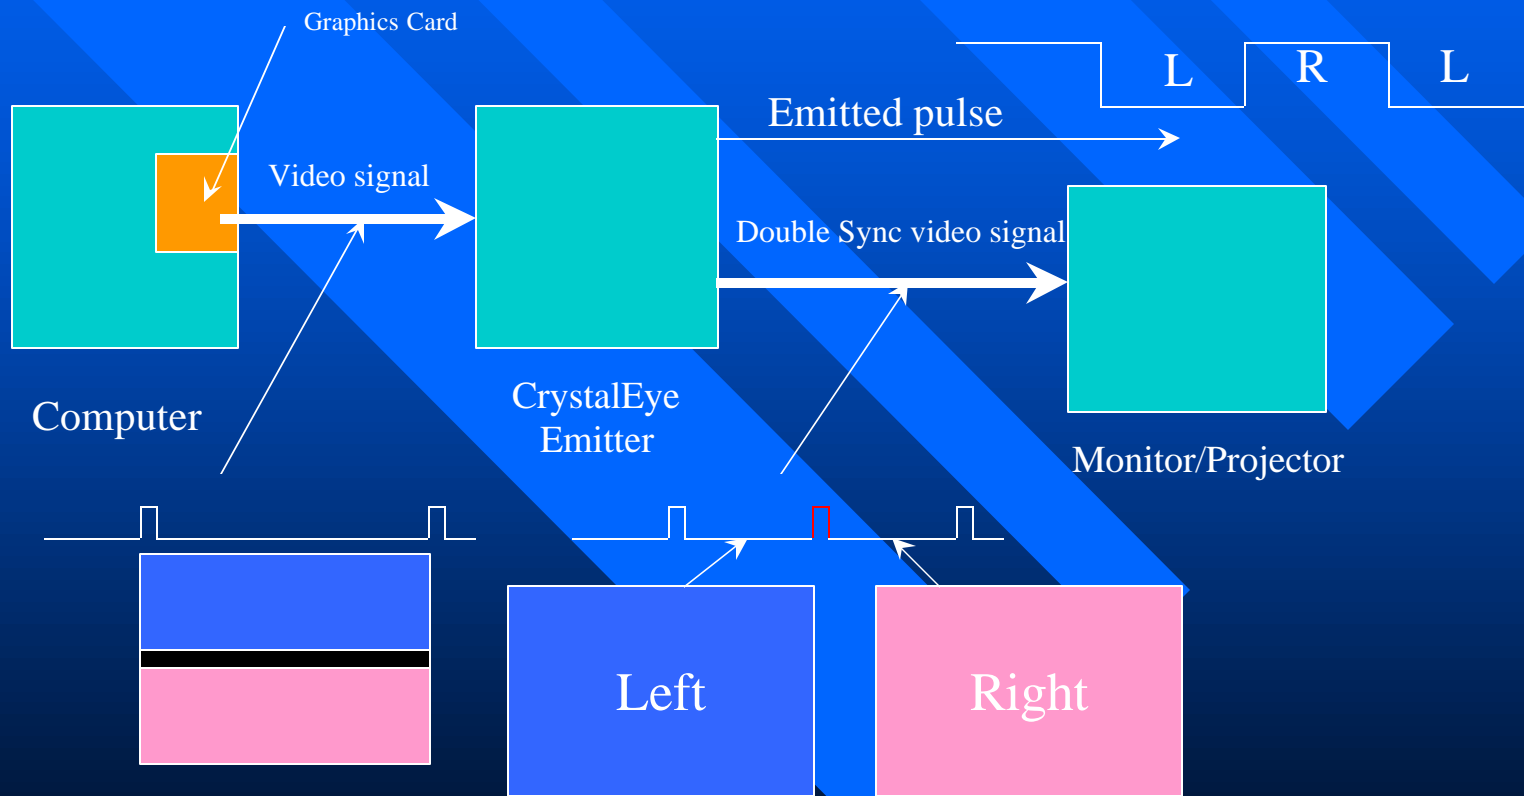 Graphics Card
L
R
L
Emitted pulse
Video signal
Double Sync video signal
Computer
CrystalEye
Emitter
Monitor/Projector
Left
Right